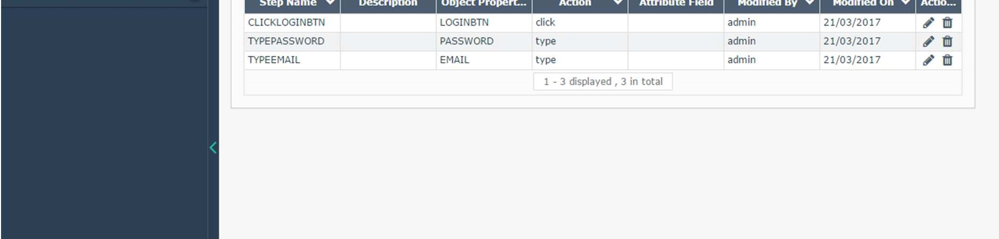 Step Name Description Object Propert... Action Attribute Field Modified By Modified On Actio...
CLICKLOGINBTN LOGINBTN click admin 21/03/2017
TYPEPASSWORD PASSWORD type admin 21/03/2017
TYPEEMAIL EMAIL type admin 21/03/2017
1 - 3 displayed , 3 in total